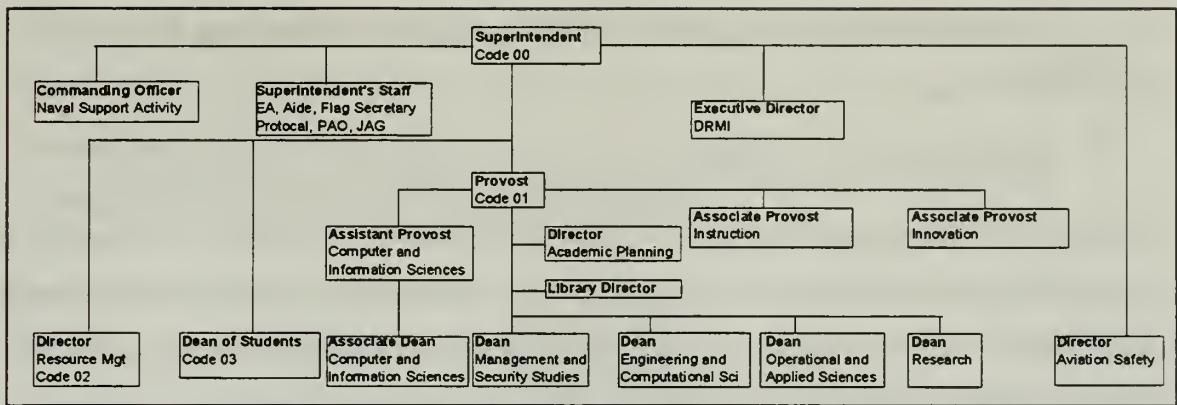 Superintendent
Code 00
Commanding Officer
Naval Support Activity
Superintendent's Staff
EA, Aide, Flag Secretary
Protocal, PAO, JAG
Executive Director
DRMI
Provost
Code 01
Assistant Provost
Computer and
Information Sciences
Director
Academic Planning
Associate Provost
Instruction
Associate Provost
Innovation
Library Director
Director
Resource Mgt
Code 02
Dean of Students
Code 03
Associate Dean
Computer and
Information Sciences
Dean
Management and
Security Studies
Dean
Engineering and
Computational Sci
Dean
Operational and
Applied Sciences
Dean
Research
Director
Aviation Safety